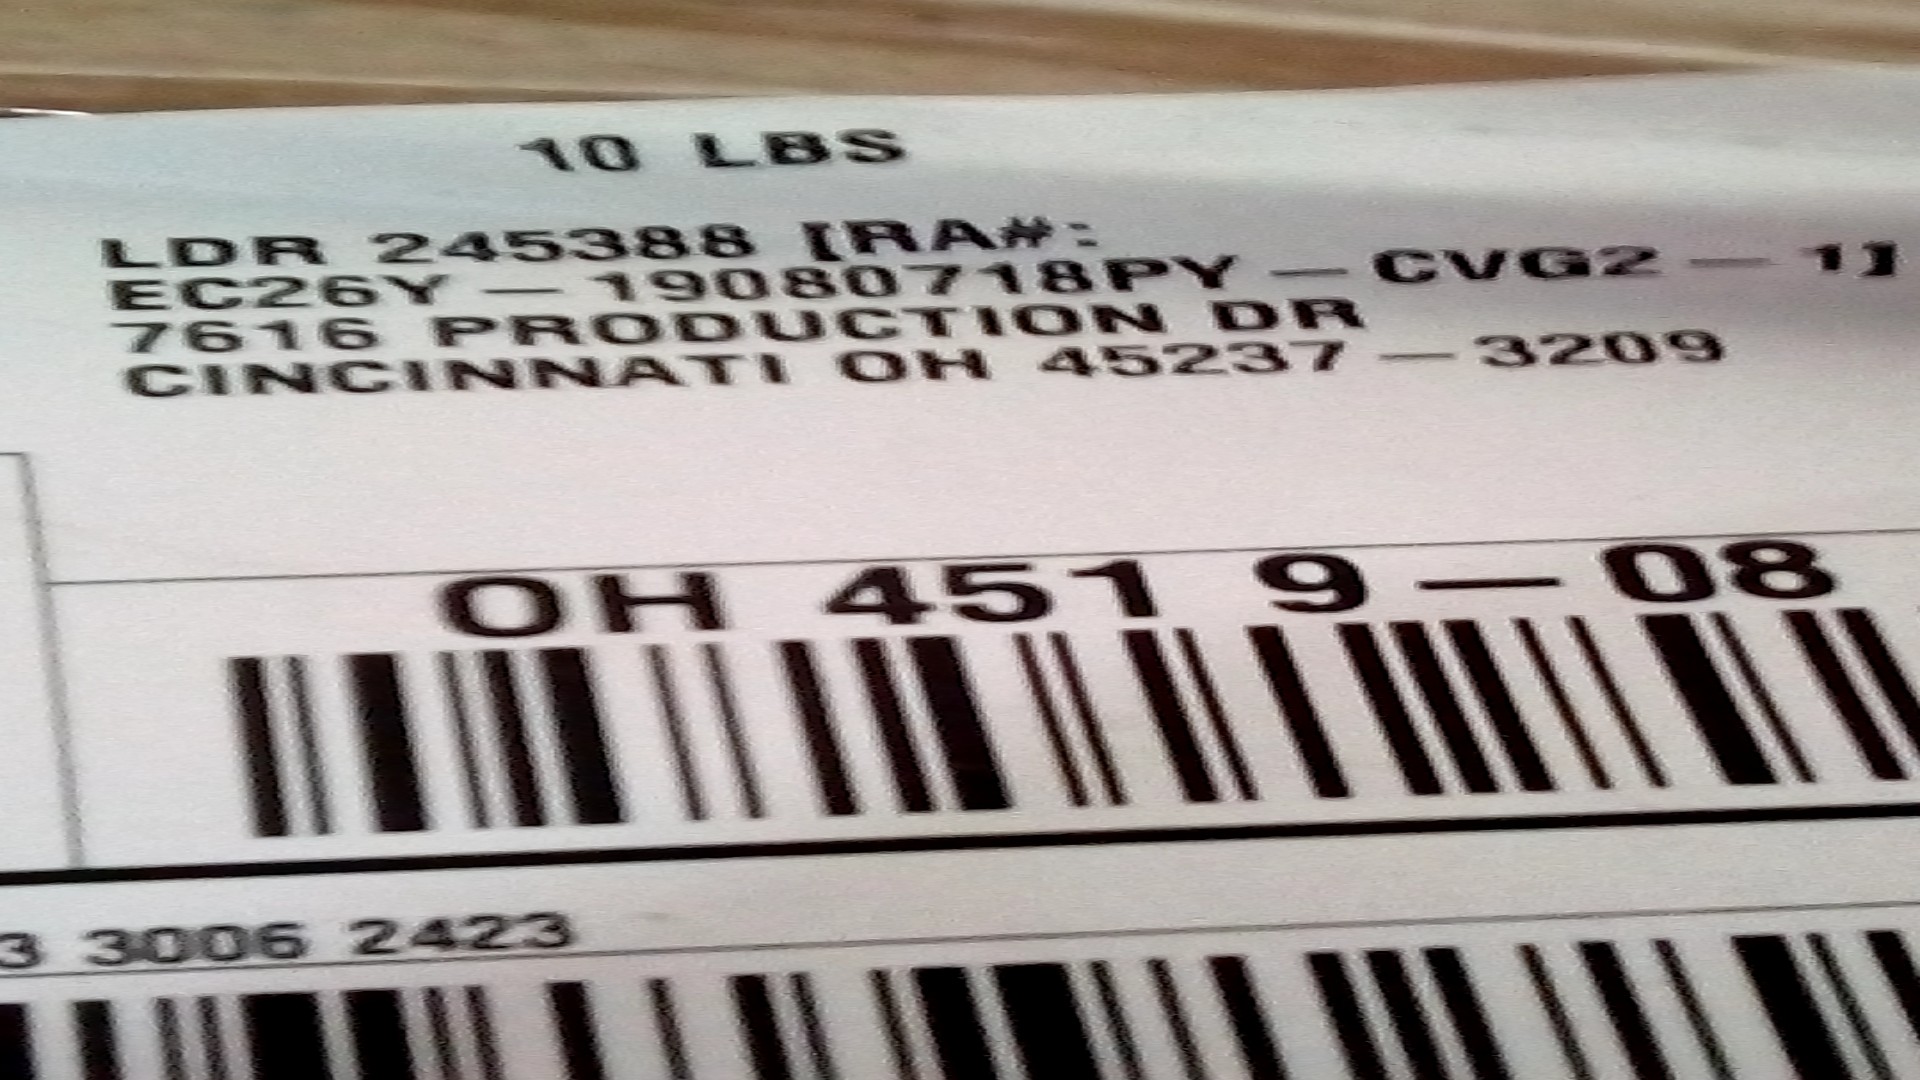 10 LBS
LDR 245388 [RA#:
EC26Y-19080718PY-CVG2-1]
7616 PRODUCTION DR
CINCINNATI OH 45237-3209
OH 451 9-08
3 3006 2423